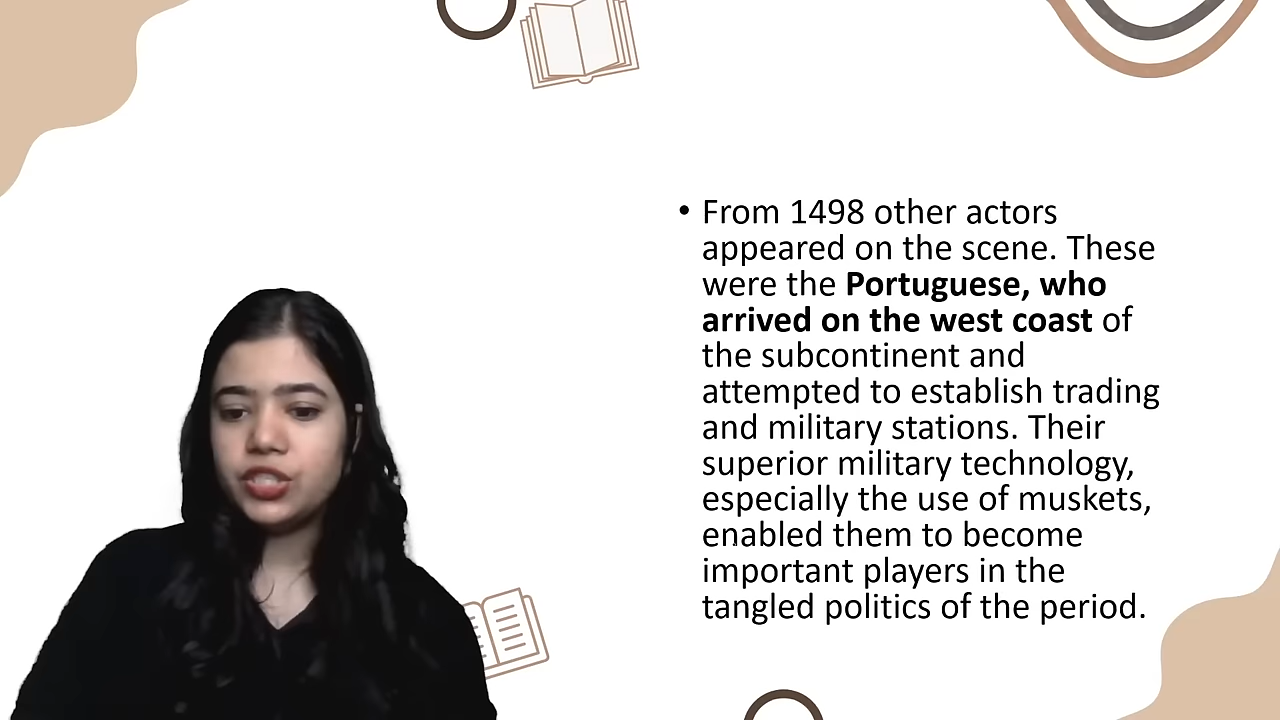 • From 1498 other actors
appeared on the scene. These
were the Portuguese, who
arrived on the west coast of
the subcontinent and
attempted to establish trading
and military stations. Their
superior military technology,
especially the use of muskets,
enabled them to become
important players in the
tangled politics of the period.